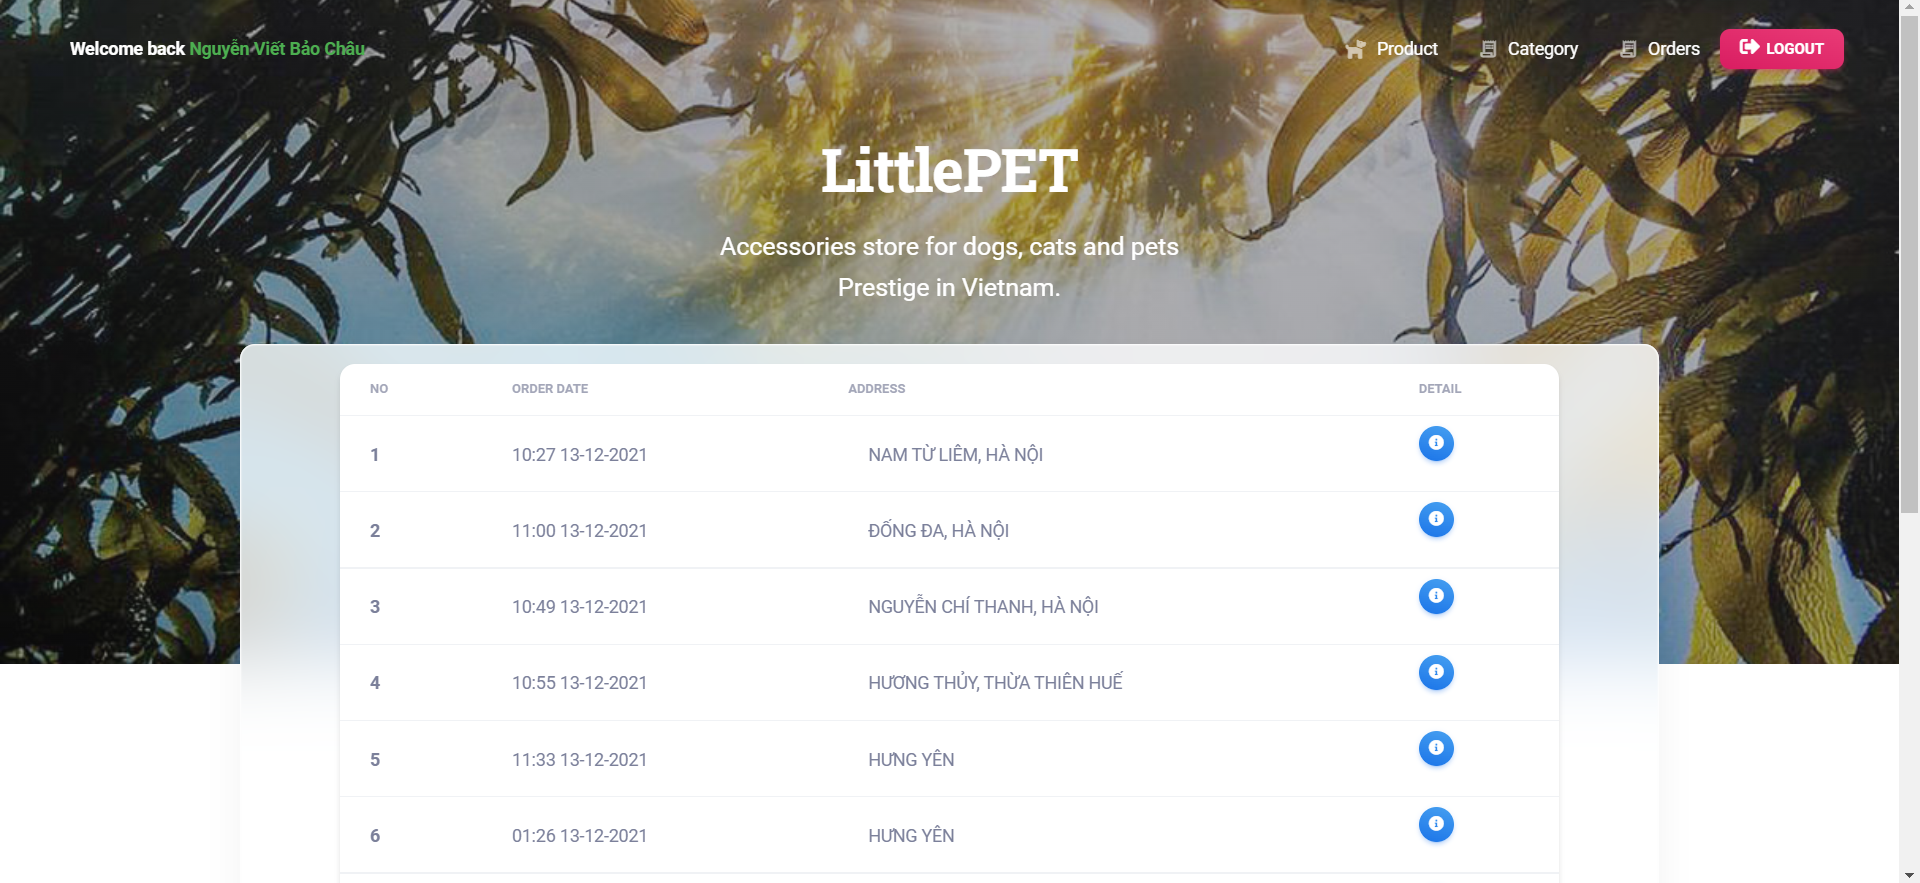 Welcome back Nguyễn Viết Bảo Châu
Product
Category
Orders
LOGOUT
LittlePET
Accessories store for dogs, cats and pets
Prestige in Vietnam.
NO ORDER DATE ADDRESS DETAIL
1 10:27 13-12-2021 NAM TỪ LIÊM, HÀ NỘI
2 11:00 13-12-2021 ĐỐNG ĐA, HÀ NỘI
3 10:49 13-12-2021 NGUYỄN CHÍ THANH, HÀ NỘI
4 10:55 13-12-2021 HƯƠNG THỦY, THỪA THIÊN HUẾ
5 11:33 13-12-2021 HƯNG YÊN
6 01:26 13-12-2021 HƯNG YÊN